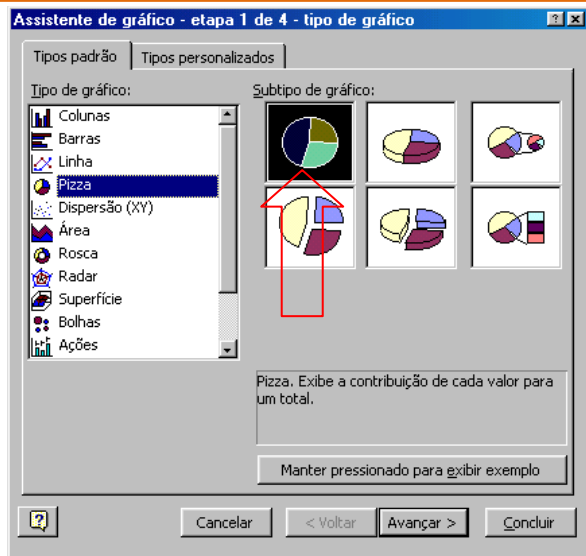 Assistente de gráfico - etapa 1 de 4 - tipo de gráfico
Tipos padrão
Tipos personalizados
Tipo de gráfico:
Colunas
Barras
Linha
Pizza
Dispersão (XY)
Área
Rosca
Radar
Superfície
Bolhas
Ações
Subtipo de gráfico:
Pizza. Exibe a contribuição de cada valor para
um total.
Manter pressionado para exibir exemplo
Cancelar
< Voltar
Avançar >
Concluir